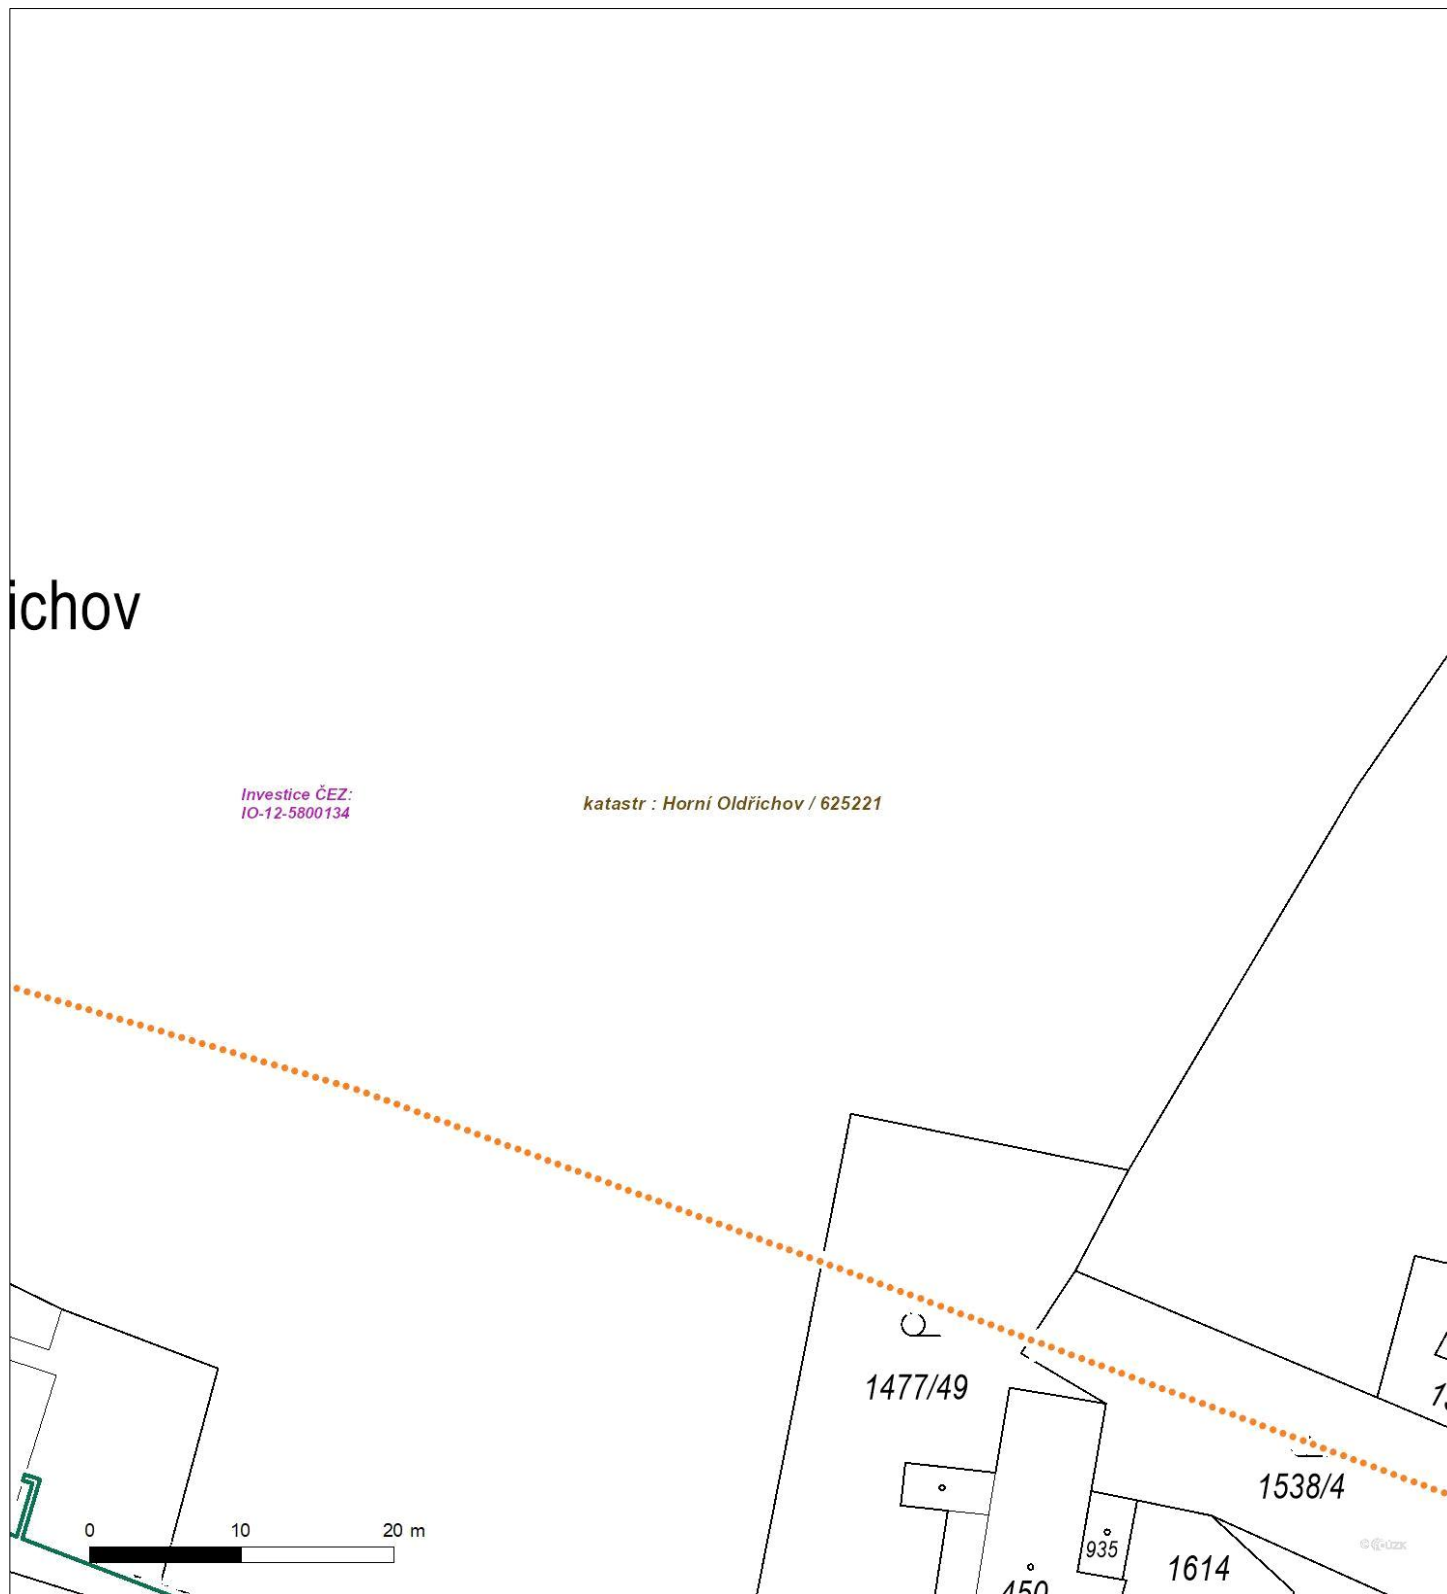 ichov
Investice ČEZ:
IO-12-5800134
katastr : Horní Oldřichov / 625221
1477/49
1538/4
0 10 20 m
935
1614
450